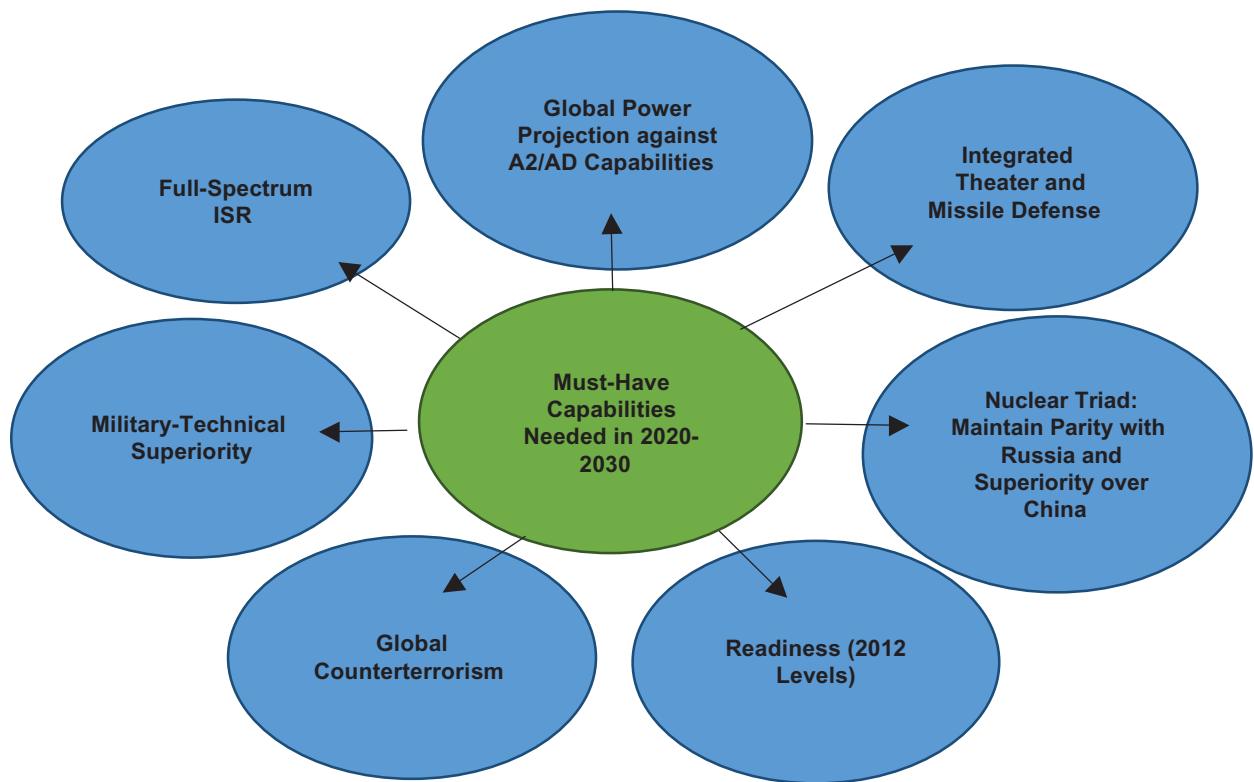 Global Power
Projection against
A2/AD Capabilities
Integrated
Theater and
Missile Defense
Full-Spectrum
ISR
Must-Have
Capabilities
Needed in 2020-
2030
Nuclear Triad:
Maintain Parity with
Russia and
Superiority over
China
Military-Technical
Superiority
Global
Counterterrorism
Readiness (2012
Levels)